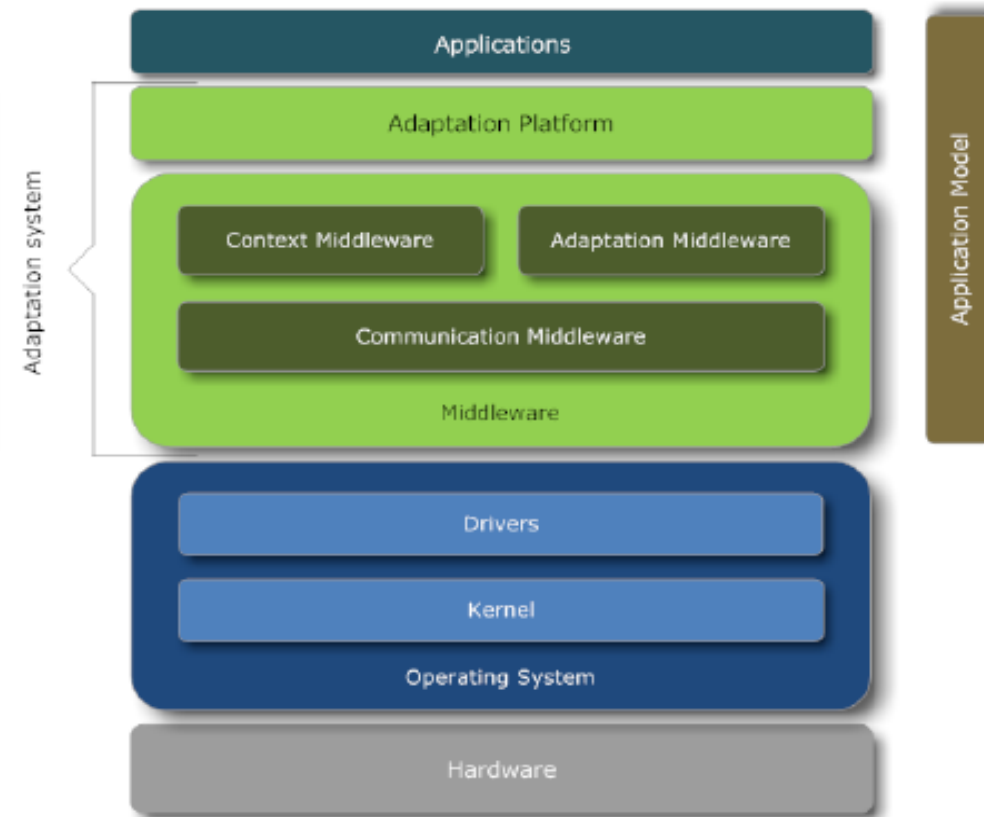 Applications
Adaptation Platform
Adaptation system
Context Middleware
Adaptation Middleware
Communication Middleware
Middleware
Drivers
Kernel
Operating System
Hardware
Application Model